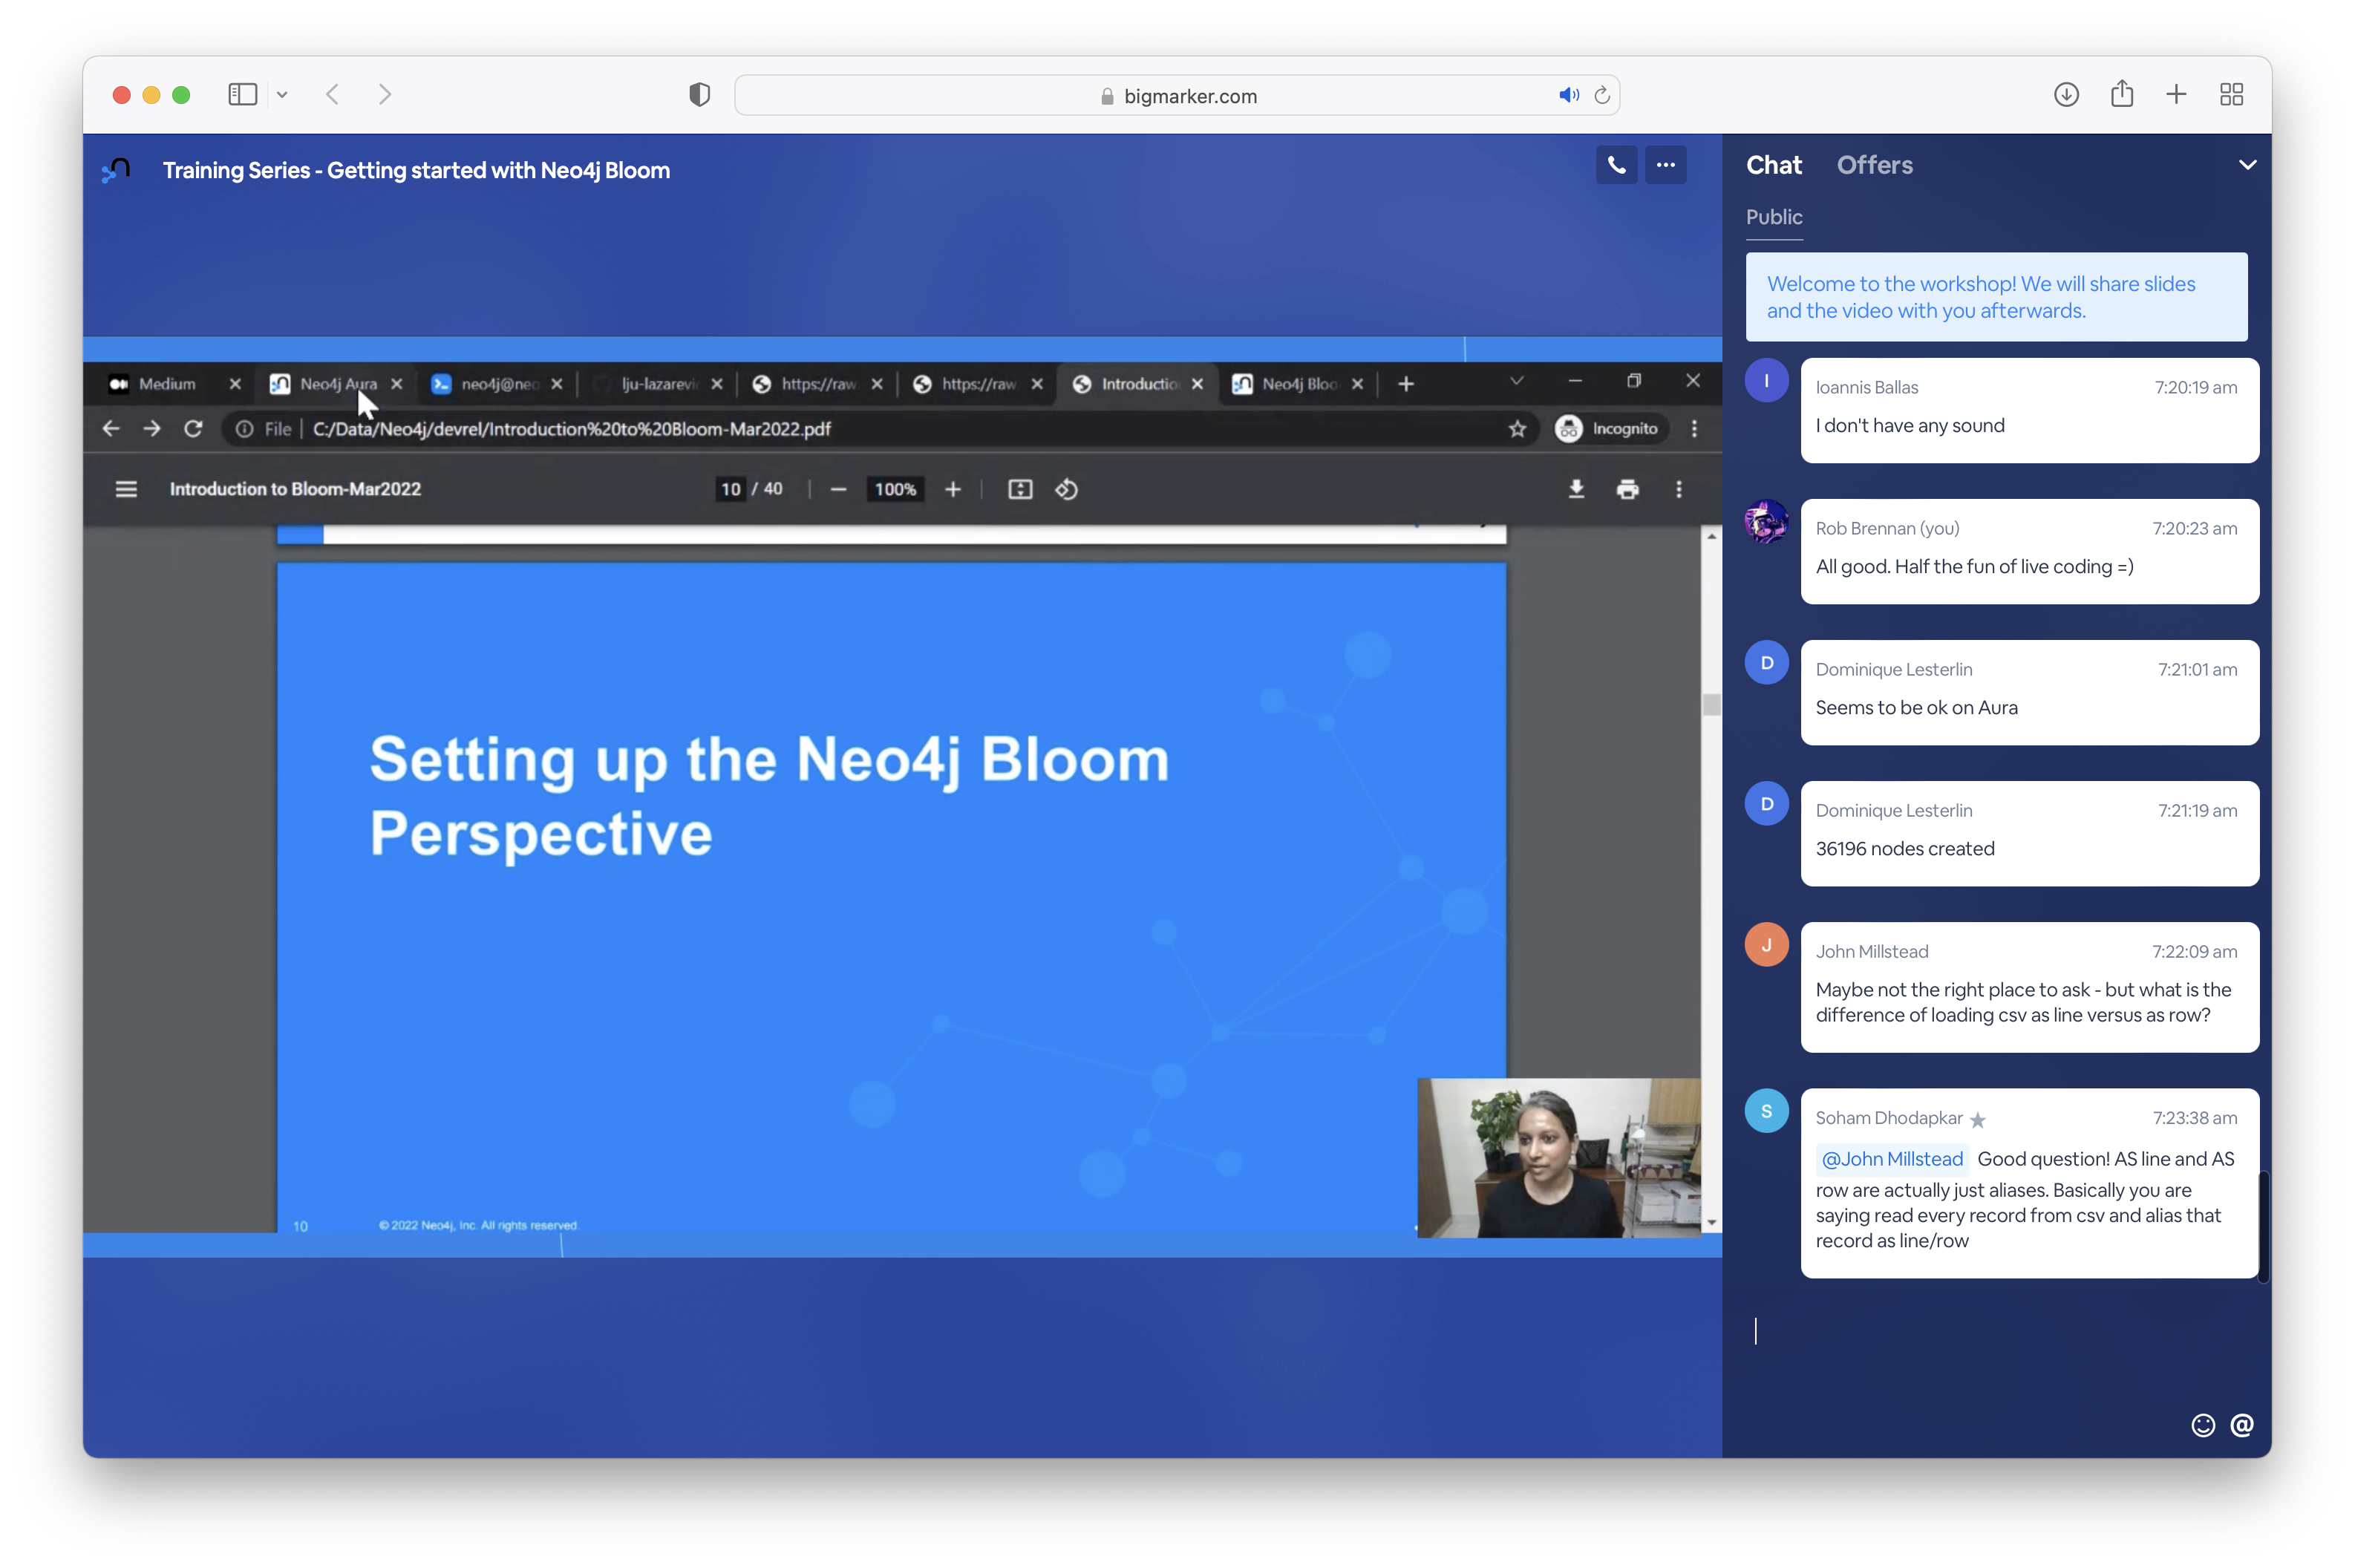 bigmarker.com
Training Series - Getting started with Neo4j Bloom
Medium
Neo4j Aura
neo4j@neo
lju-lazarevi
https://raw
https://raw
Introductio
Neo4j Bloo
File
C:/Data/Neo4j/devrel/Introduction%20to%20Bloom-Mar2022.pdf
Incognito
Introduction to Bloom-Mar2022
10 / 40
100%
Setting up the Neo4j Bloom
Perspective
10
© 2022 Neo4j, Inc. All rights reserved.
Chat
Offers
Public
Welcome to the workshop! We will share slides
and the video with you afterwards.
I
Ioannis Ballas
7:20:19 am
I don't have any sound
Rob Brennan (you)
7:20:23 am
All good. Half the fun of live coding =)
D
Dominique Lesterlin
7:21:01 am
Seems to be ok on Aura
D
Dominique Lesterlin
7:21:19 am
36196 nodes created
J
John Millstead
7:22:09 am
Maybe not the right place to ask - but what is the
difference of loading csv as line versus as row?
S
Soham Dhodapkar
7:23:38 am
@John Millstead Good question! AS line and AS
row are actually just aliases. Basically you are
saying read every record from csv and alias that
record as line/row
@